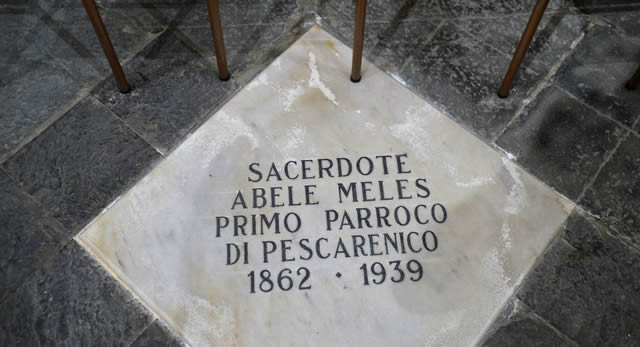 SACERDOTE
ABELE MELES
PRIMO PARROCO
DI PESCARENICO
1862 · 1939